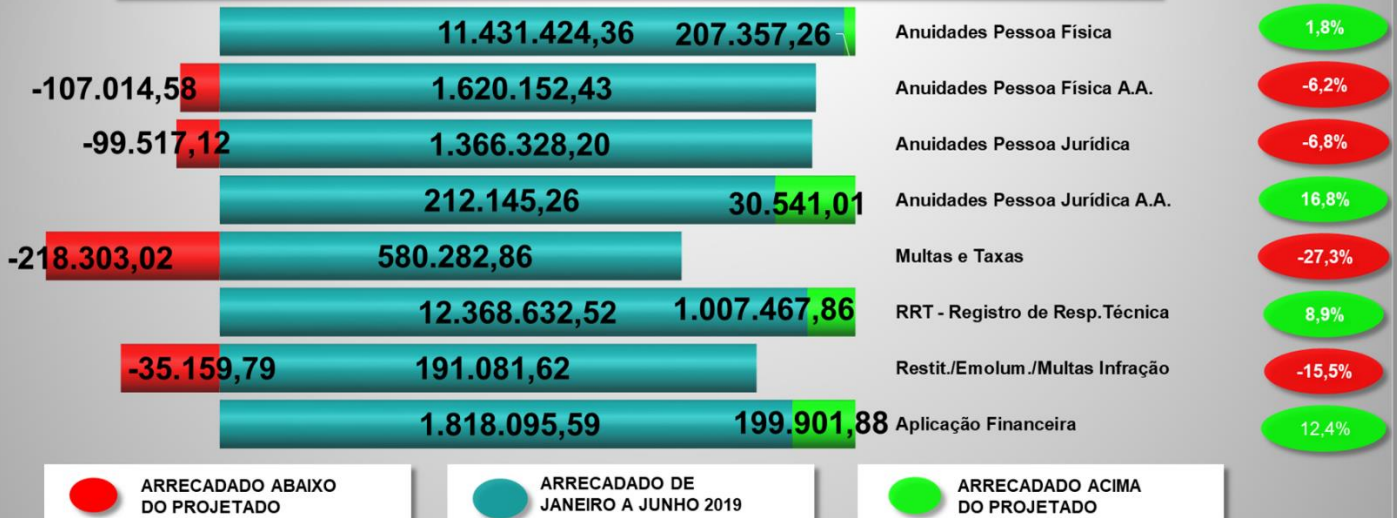 11.431.424,36 207.357,26 Anuidades Pessoa Física 1,8%
-107.014,58 1.620.152,43 Anuidades Pessoa Física A.A. -6,2%
-99.517,12 1.366.328,20 Anuidades Pessoa Jurídica -6,8%
212.145,26 30.541,01 Anuidades Pessoa Jurídica A.A. 16,8%
-218.303,02 580.282,86 Multas e Taxas -27,3%
12.368.632,52 1.007.467,86 RRT - Registro de Resp.Técnica 8,9%
-35.159,79 191.081,62 Restit./Emolum./Multas Infração -15,5%
1.818.095,59 199.901,88 Aplicação Financeira 12,4%
ARRECADADO ABAIXO
DO PROJETADO
ARRECADADO DE
JANEIRO A JUNHO 2019
ARRECADADO ACIMA
DO PROJETADO